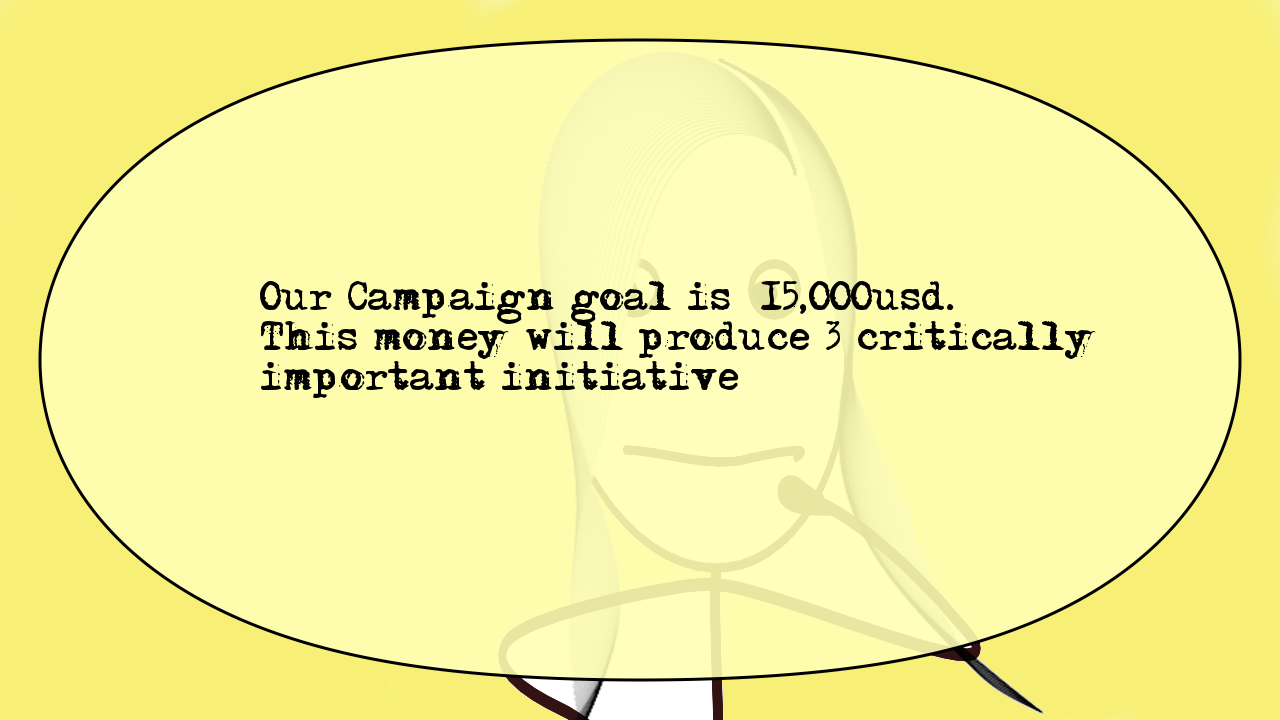 Our Campaign goal is 15,000usd.
This money will produce 3 critically
important initiative